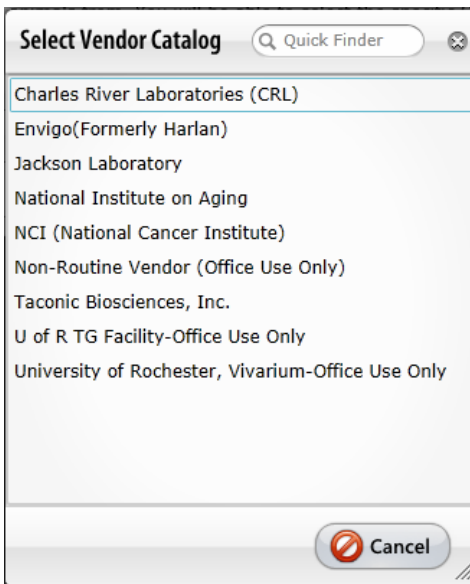 Select Vendor Catalog Quick Finder
Charles River Laboratories (CRL)
Envigo(Formerly Harlan)
Jackson Laboratory
National Institute on Aging
NCI (National Cancer Institute)
Non-Routine Vendor (Office Use Only)
Taconic Biosciences, Inc.
U of R TG Facility-Office Use Only
University of Rochester, Vivarium-Office Use Only
Cancel